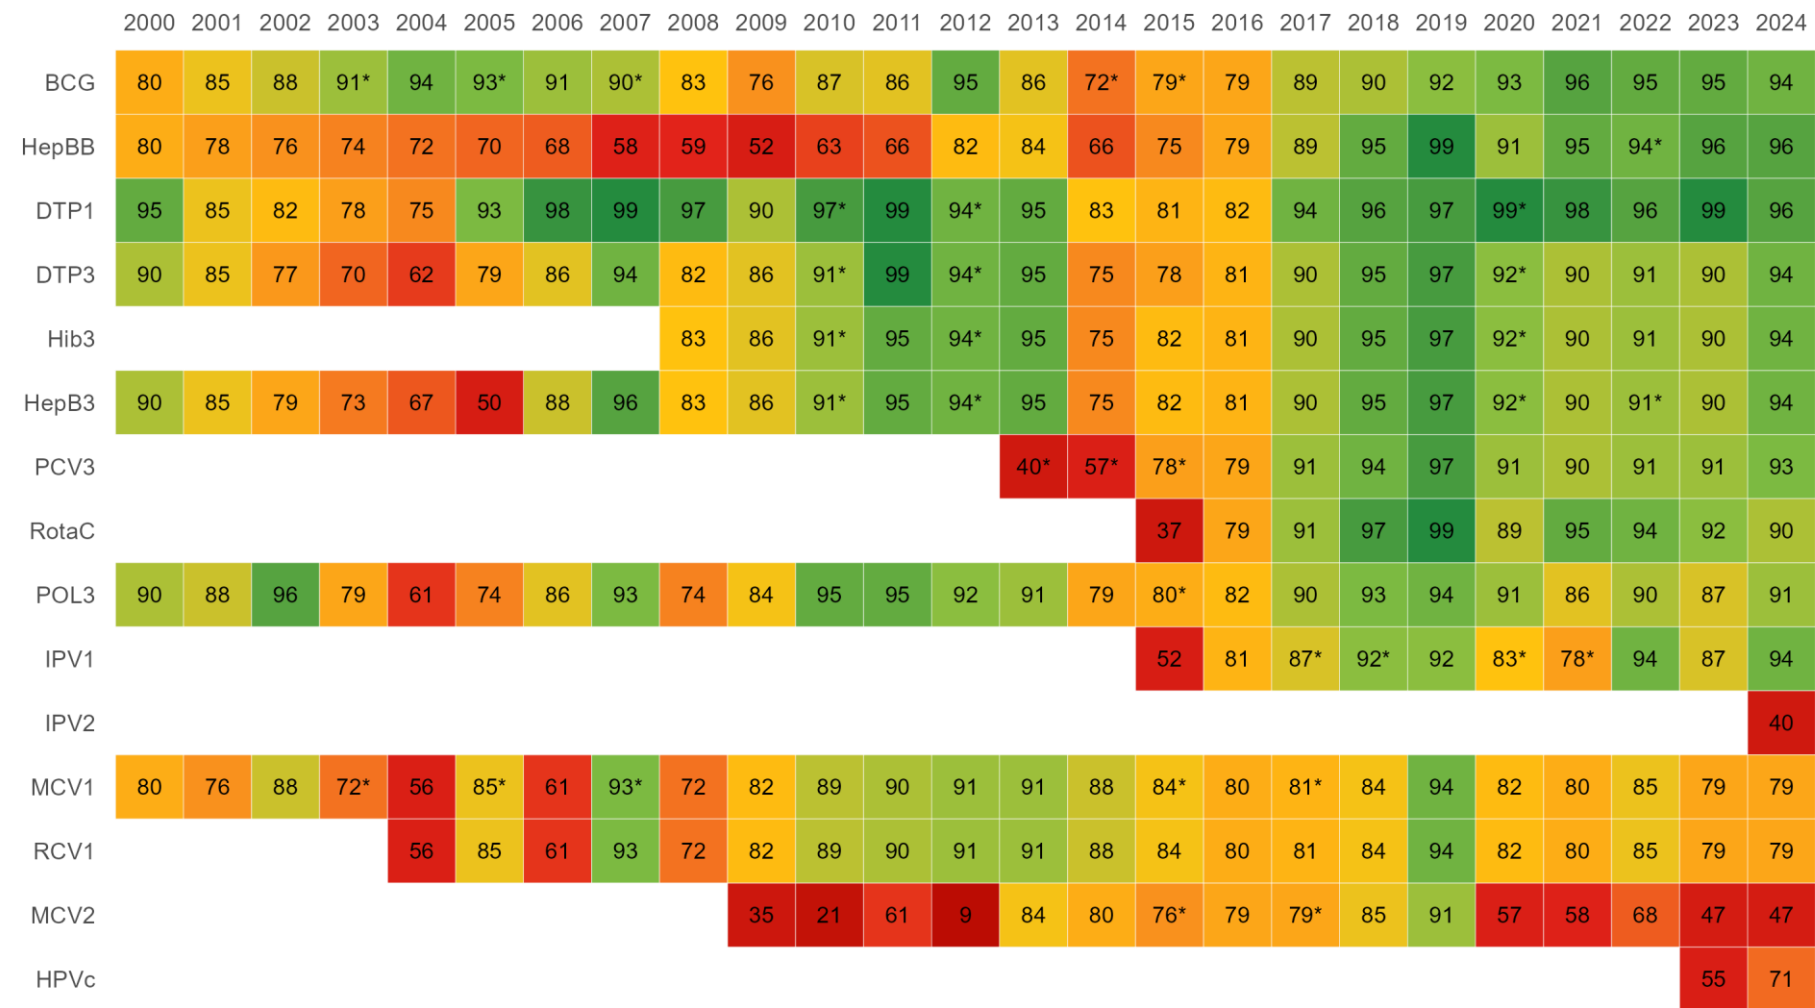 2000 2001 2002 2003 2004 2005 2006 2007 2008 2009 2010 2011 2012 2013 2014 2015 2016 2017 2018 2019 2020 2021 2022 2023 2024
BCG 80 85 88 91* 94 93* 91 90* 83 76 87 86 95 86 72* 79* 79 89 90 92 93 96 95 95 94
HepBB 80 78 76 74 72 70 68 58 59 52 63 66 82 84 66 75 79 89 95 99 91 95 94* 96 96
DTP1 95 85 82 78 75 93 98 99 97 90 97* 99 94* 95 83 81 82 94 96 97 99* 98 96 99 96
DTP3 90 85 77 70 62 79 86 94 82 86 91* 99 94* 95 75 78 81 90 95 97 92* 90 91 90 94
Hib3 83 86 91* 95 94* 95 75 82 81 90 95 97 92* 90 91 90 94
HepB3 90 85 79 73 67 50 88 96 83 86 91* 95 94* 95 75 82 81 90 95 97 92* 90 91* 90 94
PCV3 40* 57* 78* 79 91 94 97 91 90 91 91 93
RotaC 37 79 91 97 99 89 95 94 92 90
POL3 90 88 96 79 61 74 86 93 74 84 95 95 92 91 79 80* 82 90 93 94 91 86 90 87 91
IPV1 52 81 87* 92* 92 83* 78* 94 87 94
IPV2 40
MCV1 80 76 88 72* 56 85* 61 93* 72 82 89 90 91 91 88 84* 80 81* 84 94 82 80 85 79 79
RCV1 56 85 61 93 72 82 89 90 91 91 88 84 80 81 84 94 82 80 85 79 79
MCV2 35 21 61 9 84 80 76* 79 79* 85 91 57 58 68 47 47
HPVc 55 71